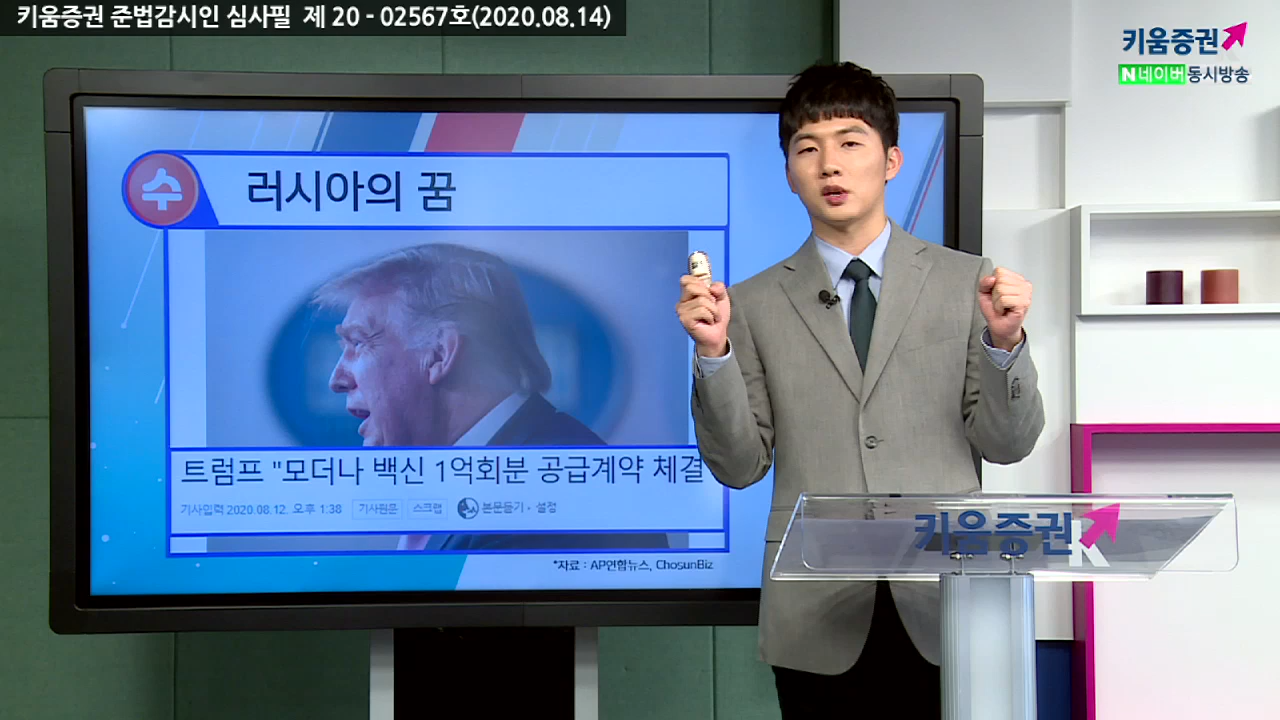 키움증권 준법감시인 심사필 제 20 - 02567호(2020.08.14)
키움증권
N네이버동시방송
수
러시아의 꿈
트럼프 "모더나 백신 1억회분 공급계약 체결
기사입력 2020.08.12. 오후 1:38 기사원문 스크랩 본문듣기 · 설정
*자료 : AP연합뉴스, ChosunBiz
키움증권